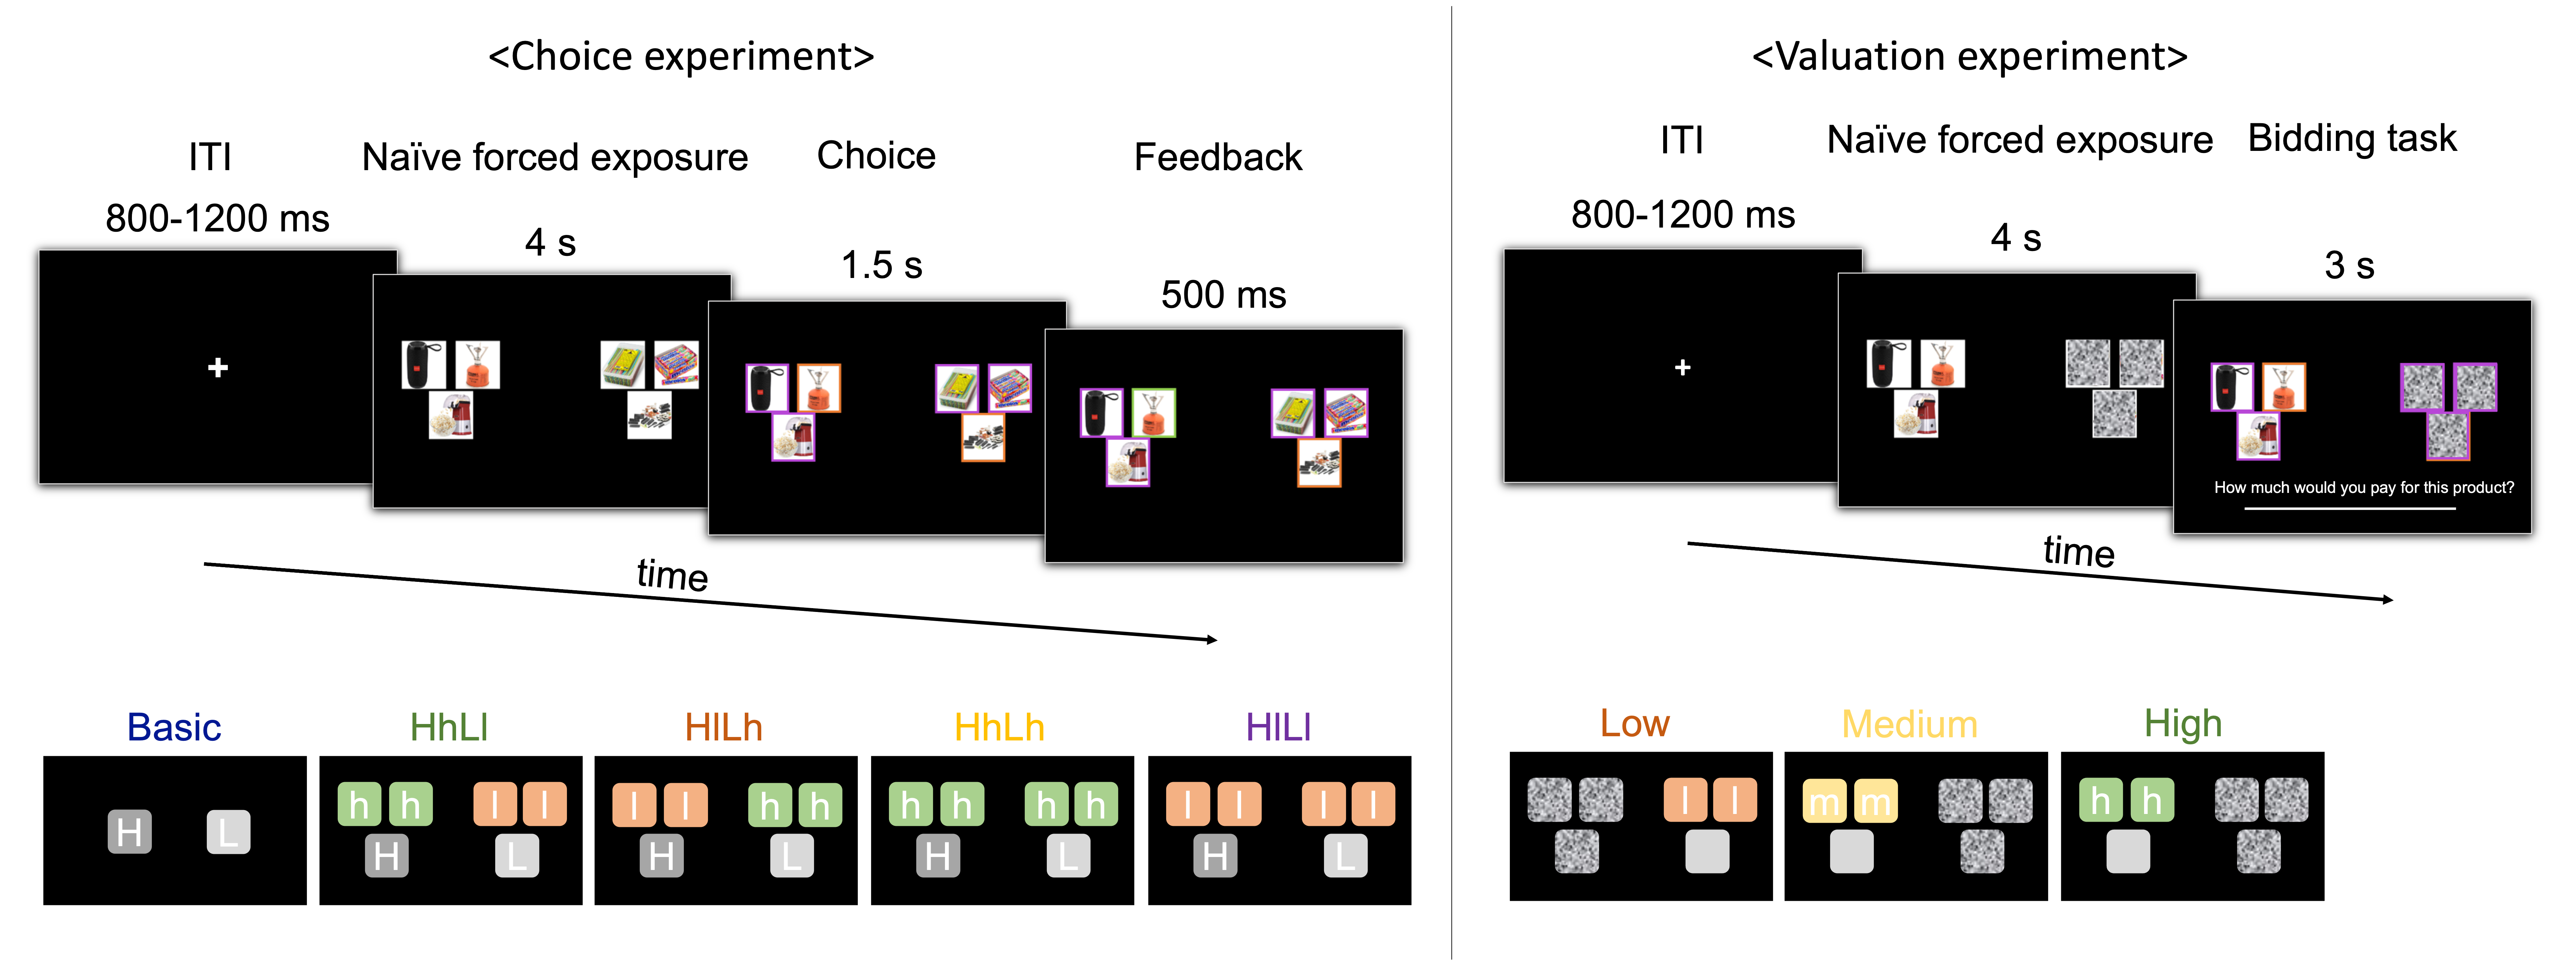 <Choice experiment>
ITI
Naïve forced exposure
Choice
Feedback
800-1200 ms
4 s
1.5 s
500 ms
+
How much would you pay for this product?
time
Basic
HhLl
HlLh
HhLh
HlLl
H L
h h l l
H L
l l h h
H L
h h h h
H L
l l l l
H L
<Valuation experiment>
ITI
Naïve forced exposure
Bidding task
800-1200 ms
4 s
3 s
+
time
Low
Medium
High
l l
m m
h h